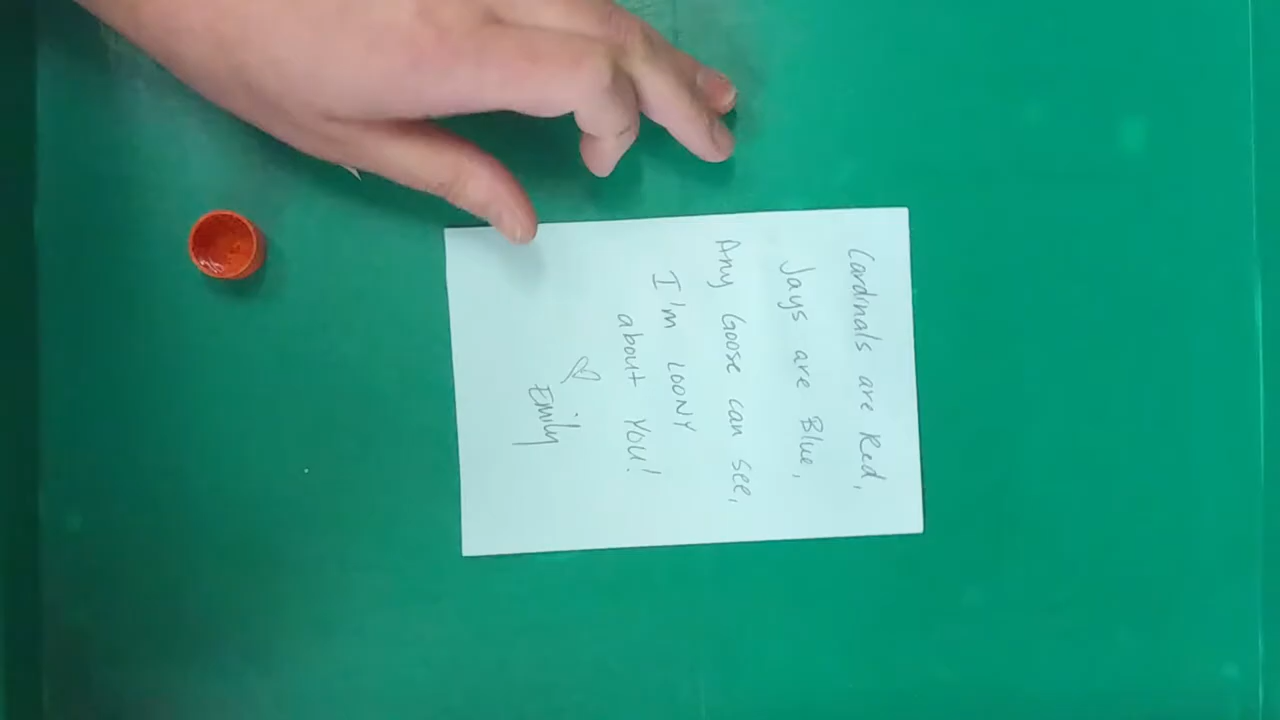 Cardinals are Red,
Jays are Blue,
Any Goose can see,
I'm LOONY
about YOU!
♡
Emily